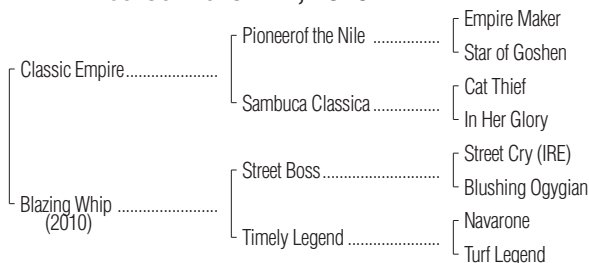 Empire Maker
Pioneerof the Nile
Star of Goshen
Classic Empire
Cat Thief
Sambuca Classica
In Her Glory
Street Cry (IRE)
Street Boss
Blushing Ogygian
Blazing Whip
(2010)
Navarone
Timely Legend
Turf Legend